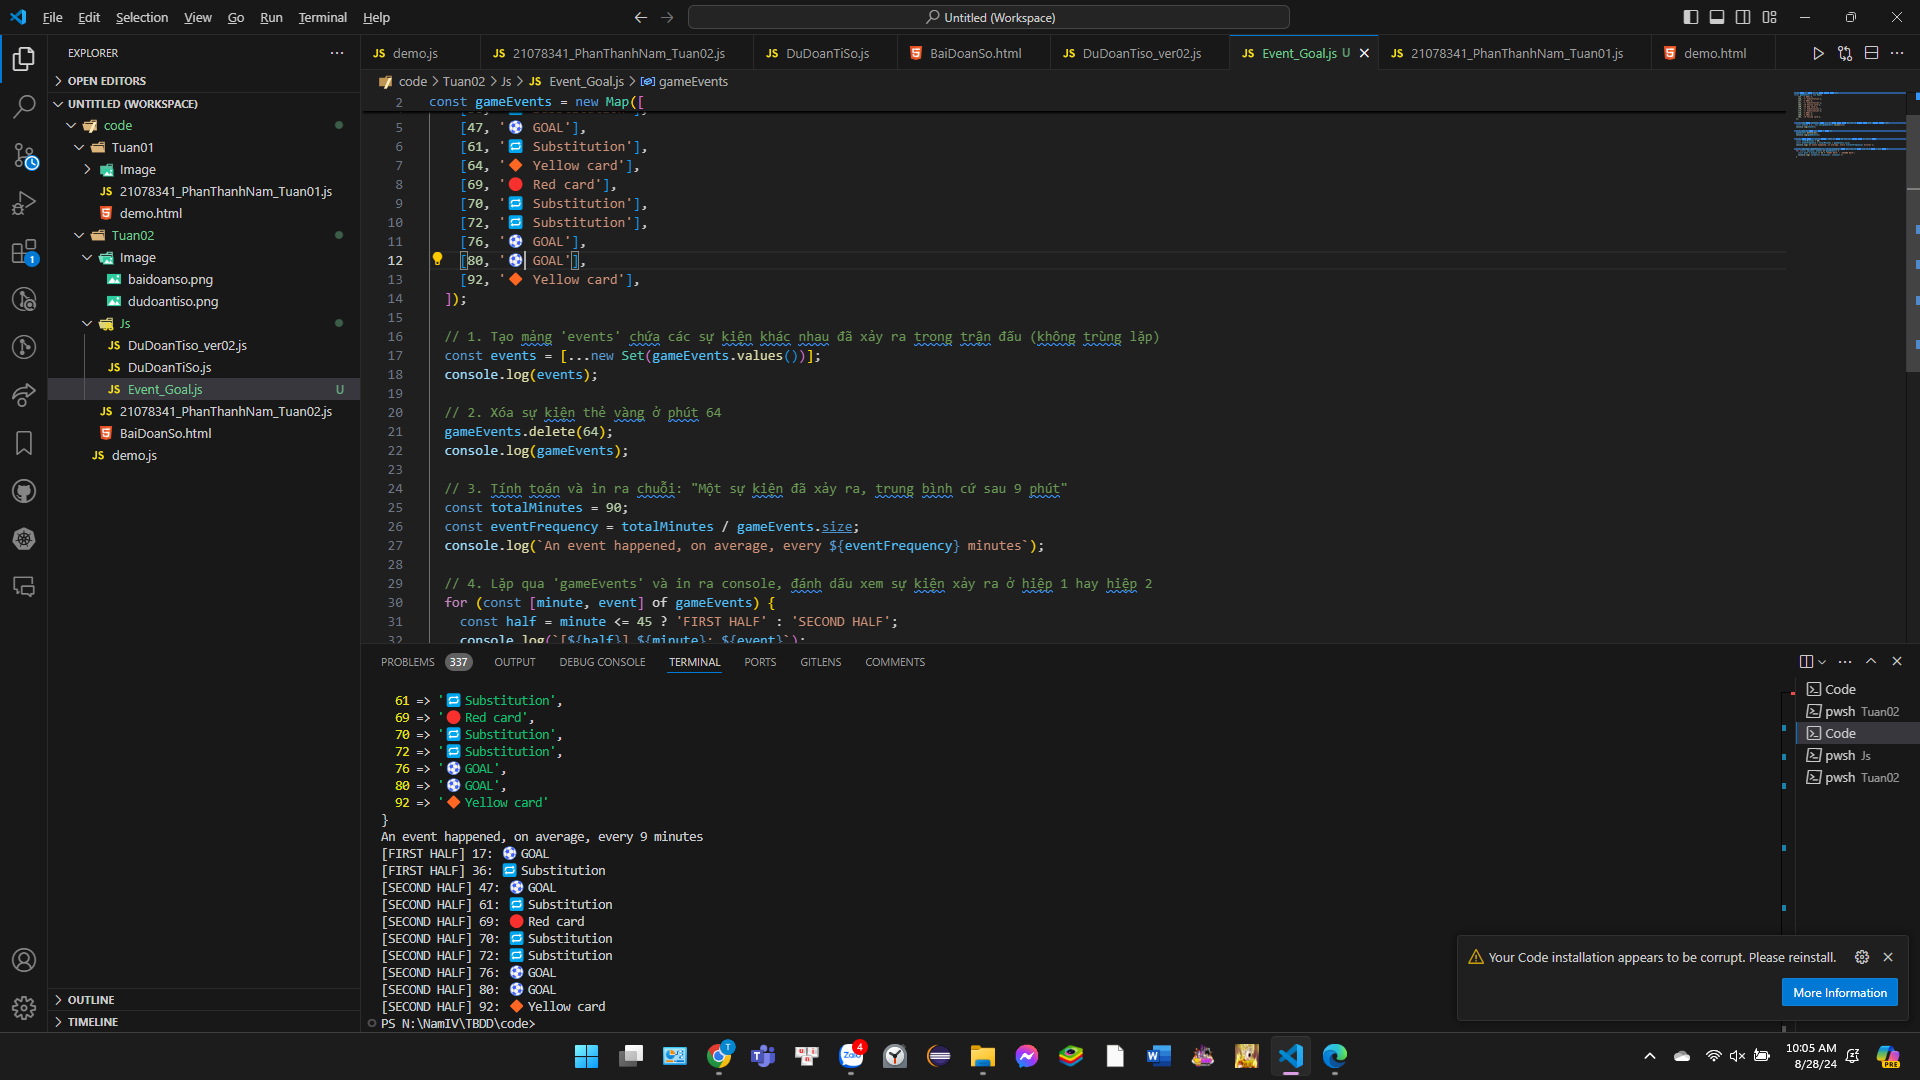 File Edit Selection View Go Run Terminal Help
Untitled (Workspace)
EXPLORER
OPEN EDITORS
UNTITLED (WORKSPACE)
code
Tuan01
Image
JS 21078341_PhanThanhNam_Tuan01.js
demo.html
Tuan02
Image
baidoanso.png
dudoantiso.png
Js
JS DuDoanTiso_ver02.js
JS DuDoanTiSo.js
JS Event_Goal.js U
JS 21078341_PhanThanhNam_Tuan02.js
BaiDoanSo.html
JS demo.js
OUTLINE
TIMELINE
JS demo.js JS 21078341_PhanThanhNam_Tuan02.js JS DuDoanTiSo.js BaiDoanSo.html JS DuDoanTiso_ver02.js JS Event_Goal.js U JS 21078341_PhanThanhNam_Tuan01.js demo.html
code > Tuan02 > Js > JS Event_Goal.js > gameEvents
2 const gameEvents = new Map([
5 [47, '⚽ GOAL'],
6 [61, '🔁 Substitution'],
7 [64, '🔶 Yellow card'],
8 [69, '🔴 Red card'],
9 [70, '🔁 Substitution'],
10 [72, '🔁 Substitution'],
11 [76, '⚽ GOAL'],
12 [80, '⚽ GOAL'],
13 [92, '🔶 Yellow card'],
14 ]);
15
16 // 1. Tạo mảng 'events' chứa các sự kiện khác nhau đã xảy ra trong trận đấu (không trùng lặp)
17 const events = [...new Set(gameEvents.values())];
18 console.log(events);
19
20 // 2. Xóa sự kiện thẻ vàng ở phút 64
21 gameEvents.delete(64);
22 console.log(gameEvents);
23
24 // 3. Tính toán và in ra chuỗi: "Một sự kiện đã xảy ra, trung bình cứ sau 9 phút"
25 const totalMinutes = 90;
26 const eventFrequency = totalMinutes / gameEvents.size;
27 console.log(`An event happened, on average, every ${eventFrequency} minutes`);
28
29 // 4. Lặp qua 'gameEvents' và in ra console, đánh dấu xem sự kiện xảy ra ở hiệp 1 hay hiệp 2
30 for (const [minute, event] of gameEvents) {
31 const half = minute <= 45 ? 'FIRST HALF' : 'SECOND HALF';
32 console.log(`[${half}] ${minute}: ${event}`);
PROBLEMS 337 OUTPUT DEBUG CONSOLE TERMINAL PORTS GITLENS COMMENTS
61 => '🔁 Substitution',
69 => '🔴 Red card',
70 => '🔁 Substitution',
72 => '🔁 Substitution',
76 => '⚽ GOAL',
80 => '⚽ GOAL',
92 => '🔶 Yellow card'
}
An event happened, on average, every 9 minutes
[FIRST HALF] 17: ⚽ GOAL
[FIRST HALF] 36: 🔁 Substitution
[SECOND HALF] 47: ⚽ GOAL
[SECOND HALF] 61: 🔁 Substitution
[SECOND HALF] 69: 🔴 Red card
[SECOND HALF] 70: 🔁 Substitution
[SECOND HALF] 72: 🔁 Substitution
[SECOND HALF] 76: ⚽ GOAL
[SECOND HALF] 80: ⚽ GOAL
[SECOND HALF] 92: 🔶 Yellow card
PS N:\NamIV\TBDD\code>
Code
pwsh Tuan02
Code
pwsh Js
pwsh Tuan02
Your Code installation appears to be corrupt. Please reinstall.
More Information
1
T
Zalo
4
10:05 AM
8/28/24
PRE